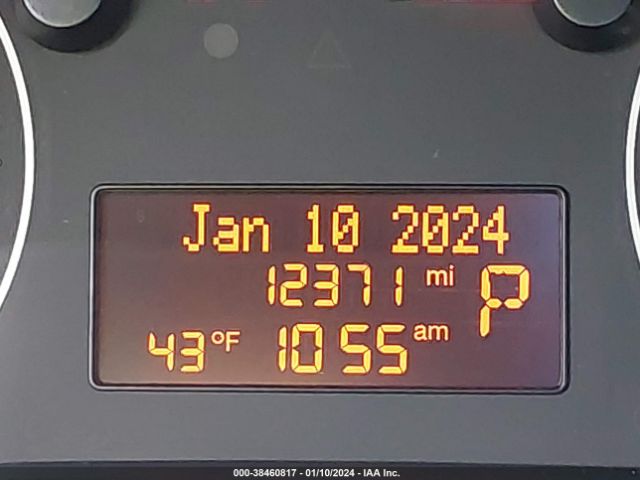 Jan 10 2024
12371 mi P
43°F 10 55 am
000-38460817 - 01/10/2024 - IAA Inc.